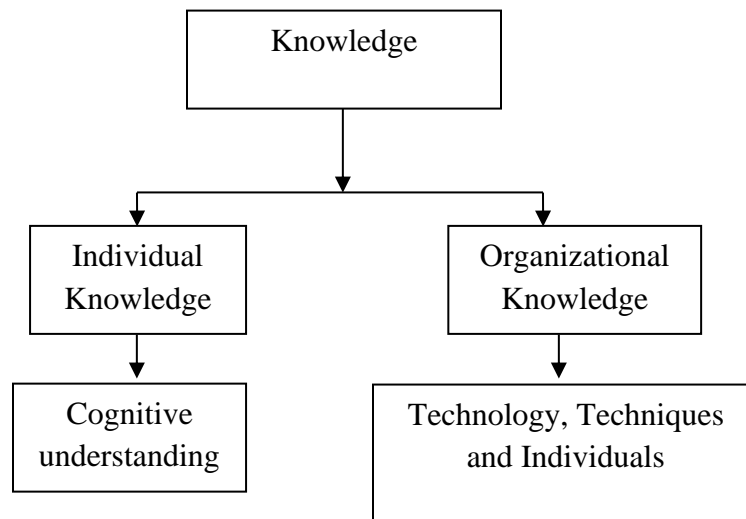 Knowledge
Individual
Knowledge
Organizational
Knowledge
Cognitive
understanding
Technology, Techniques
and Individuals